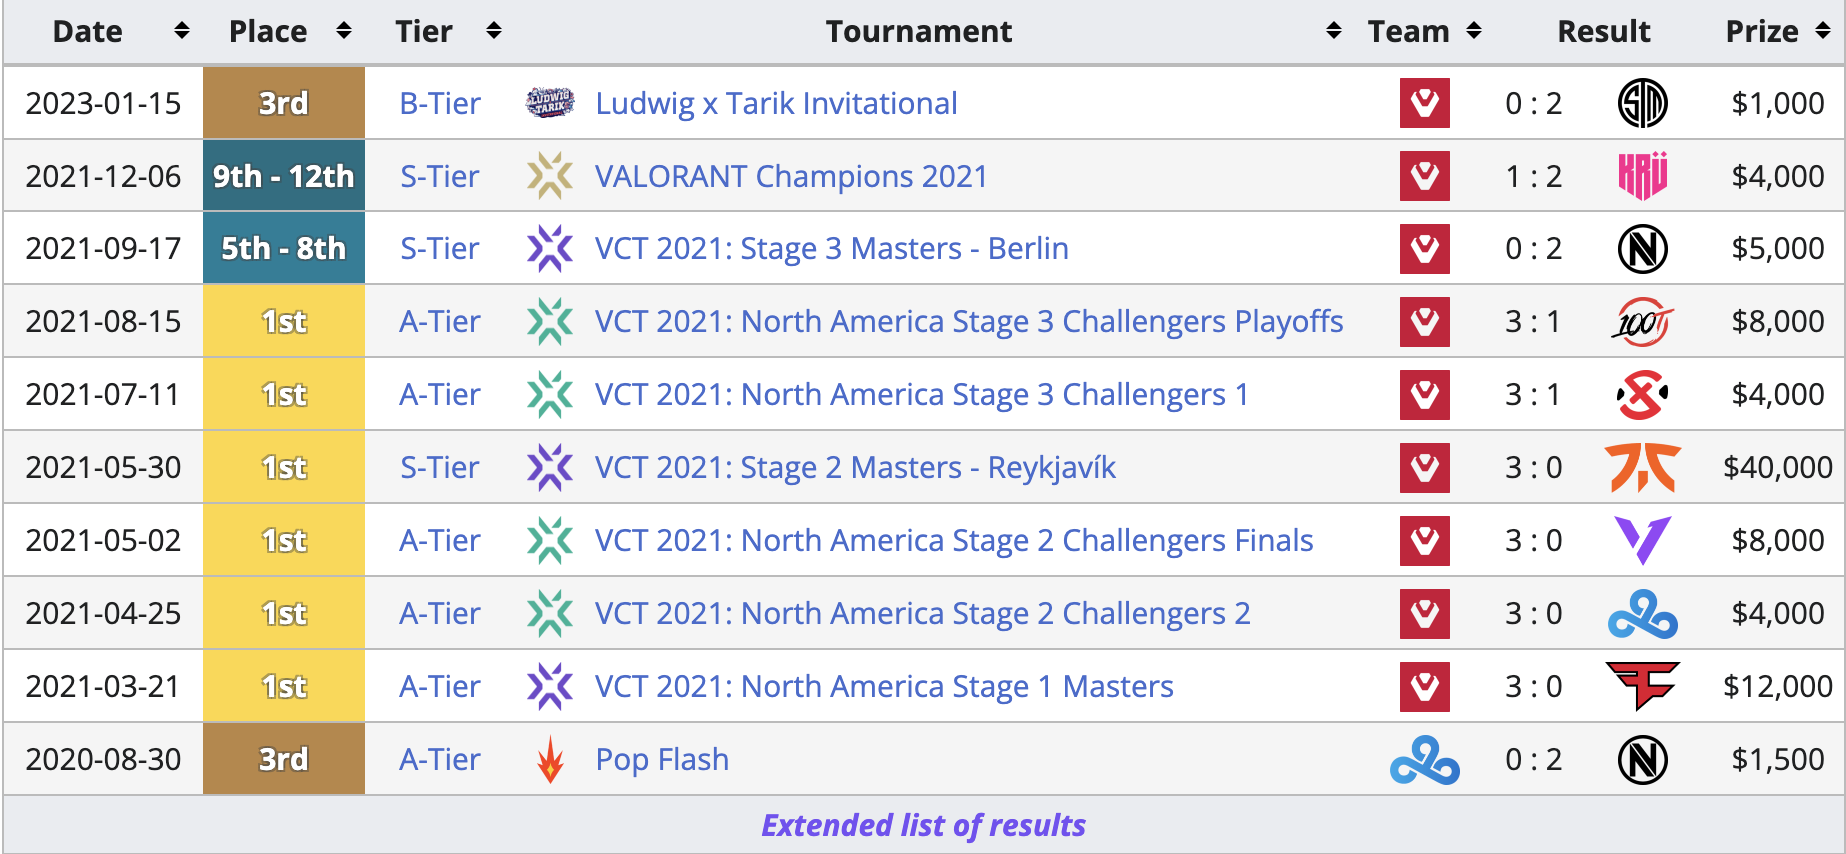 Date Place Tier Tournament Team Result Prize
2023-01-15 3rd B-Tier LUDWIG TARIK Ludwig x Tarik Invitational 0 : 2 TSM $1,000
2021-12-06 9th - 12th S-Tier VALORANT Champions 2021 1 : 2 KRÜ $4,000
2021-09-17 5th - 8th S-Tier VCT 2021: Stage 3 Masters - Berlin 0 : 2 N $5,000
2021-08-15 1st A-Tier VCT 2021: North America Stage 3 Challengers Playoffs 3 : 1 100T $8,000
2021-07-11 1st A-Tier VCT 2021: North America Stage 3 Challengers 1 3 : 1 $4,000
2021-05-30 1st S-Tier VCT 2021: Stage 2 Masters - Reykjavík 3 : 0 $40,000
2021-05-02 1st A-Tier VCT 2021: North America Stage 2 Challengers Finals 3 : 0 $8,000
2021-04-25 1st A-Tier VCT 2021: North America Stage 2 Challengers 2 3 : 0 $4,000
2021-03-21 1st A-Tier VCT 2021: North America Stage 1 Masters 3 : 0 $12,000
2020-08-30 3rd A-Tier Pop Flash 0 : 2 N $1,500
Extended list of results